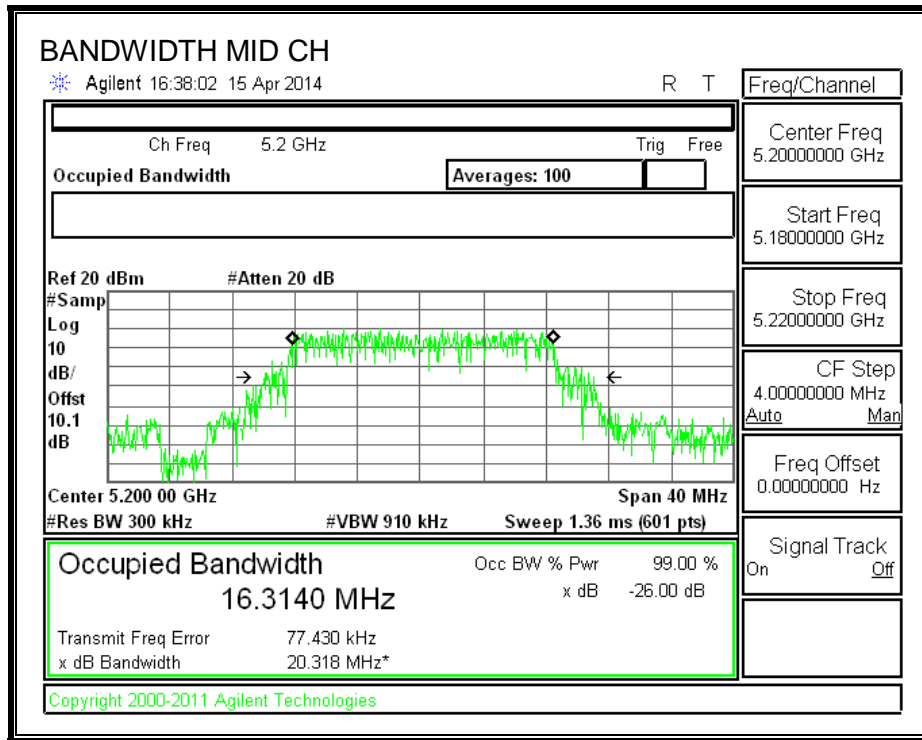 BANDWIDTH MID CH
Agilent 16:38:02 15 Apr 2014 R T
Freq/Channel
Ch Freq 5.2 GHz Trig Free
Occupied Bandwidth Averages: 100
Center Freq
5.20000000 GHz
Start Freq
5.18000000 GHz
Stop Freq
5.22000000 GHz
CF Step
4.00000000 MHz
Auto Man
Freq Offset
0.00000000 Hz
Signal Track
On Off
Ref 20 dBm #Atten 20 dB
#Samp
Log
10
dB/
Offst
10.1
dB
Center 5.200 00 GHz Span 40 MHz
#Res BW 300 kHz #VBW 910 kHz Sweep 1.36 ms (601 pts)
Occupied Bandwidth Occ BW % Pwr 99.00 %
16.3140 MHz x dB -26.00 dB
Transmit Freq Error 77.430 kHz
x dB Bandwidth 20.318 MHz*
Copyright 2000-2011 Agilent Technologies